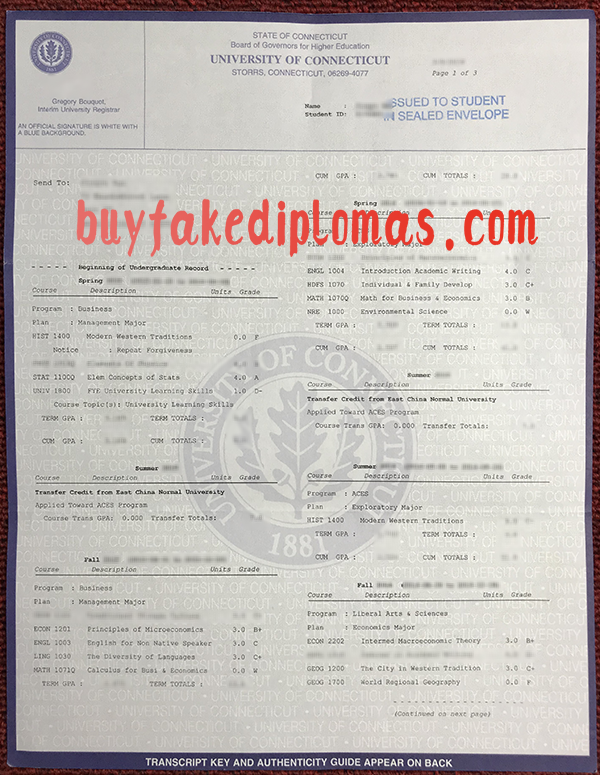 STATE OF CONNECTICUT
Board of Governors for Higher Education
UNIVERSITY OF CONNECTICUT
STORRS, CONNECTICUT, 06269-4077
Page 1 of 3
Gregory Bouquet,
Interim University Registrar
AN OFFICIAL SIGNATURE IS WHITE WITH
A BLUE BACKGROUND.
Name :
Student ID:
ISSUED TO STUDENT
IN SEALED ENVELOPE
Send To:
buyfakediplomas.com
- - - - - Beginning of Undergraduate Record - - - - -
Spring
Course Description Units Grade
Program : Business
Plan : Management Major
HIST 1400 Modern Western Traditions 0.0 F
Notice : Repeat Forgiveness
STAT 1100Q Elem Concepts of Stats 4.0 A
UNIV 1800 FYE University Learning Skills 1.0 C-
Course Topic(s): University Learning Skills
TERM GPA : TERM TOTALS :
CUM GPA : CUM TOTALS :
Summer
Course Description Units Grade
Transfer Credit from East China Normal University
Applied Toward ACES Program
Course Trans GPA: 0.000 Transfer Totals:
Fall
Course Description Units Grade
Program : Business
Plan : Management Major
ECON 1201 Principles of Microeconomics 3.0 B+
ENGL 1003 English for Non Native Speaker 3.0 C
LING 1030 The Diversity of Languages 3.0 C+
MATH 1071Q Calculus for Busi & Economics 0.0 W
TERM GPA : TERM TOTALS :
CUM GPA : CUM TOTALS :
Spring
Course Description Units Grade
Plan : Exploratory Major
ENGL 1004 Introduction Academic Writing 4.0 C
HDFS 1070 Individual & Family Develop 3.0 C+
MATH 1070Q Math for Business & Economics 3.0
NRE 1000 Environmental Science 0.0 W
TERM GPA : TERM TOTALS :
CUM GPA : CUM TOTALS :
Summer
Course Description Units Grade
Transfer Credit from East China Normal University
Applied Toward ACES Program
Course Trans GPA: 0.000 Transfer Totals:
Summer
Course Description Units Grade
Program : ACES
Plan : Exploratory Major
HIST 1400 Modern Western Traditions
TERM GPA : TERM TOTALS :
CUM GPA : CUM TOTALS :
Fall
Course Description Units Grade
Program : Liberal Arts & Sciences
Plan : Economics Major
ECON 2202 Intermed Macroeconomic Theory 3.0 B+
GEOG 1200 The City in Western Tradition 3.0 C+
GEOG 1700 World Regional Geography 0.0 F
(Continued on next page)
UNIVERSITY OF CONNECTICUT
1881
TRANSCRIPT KEY AND AUTHENTICITY GUIDE APPEAR ON BACK